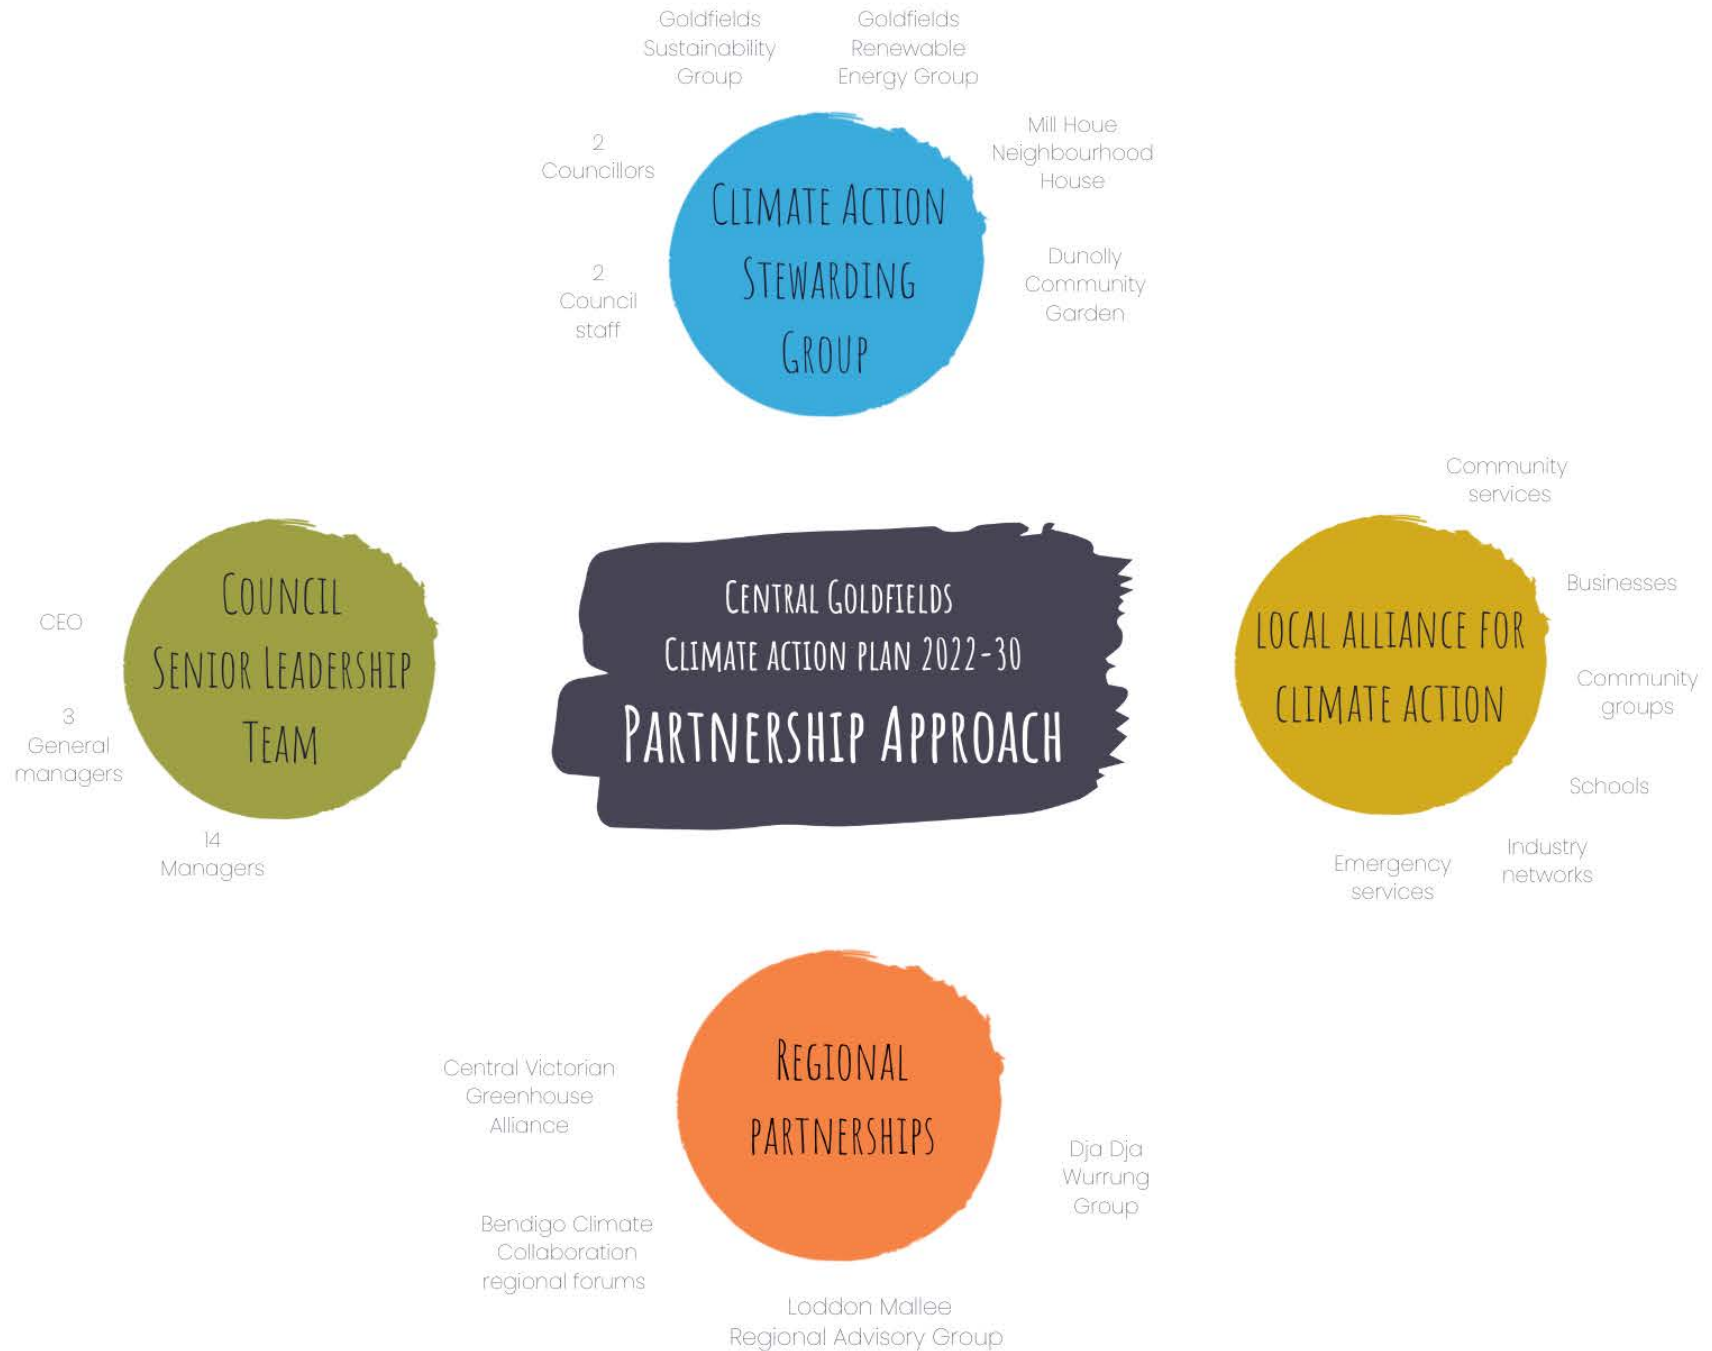 Goldfields
Sustainability
Group
Goldfields
Renewable
Energy Group
2
Councillors
Mill Houe
Neighbourhood
House
2
Council
staff
Dunolly
Community
Garden
CLIMATE ACTION
STEWARDING
GROUP
COUNCIL
SENIOR LEADERSHIP
TEAM
CEO
3
General
managers
14
Managers
CENTRAL GOLDFIELDS
CLIMATE ACTION PLAN 2022-30
PARTNERSHIP APPROACH
LOCAL ALLIANCE FOR
CLIMATE ACTION
Community
services
Businesses
Community
groups
Schools
Industry
networks
Emergency
services
REGIONAL
PARTNERSHIPS
Central Victorian
Greenhouse
Alliance
Bendigo Climate
Collaboration
regional forums
Loddon Mallee
Regional Advisory Group
Dja Dja
Wurrung
Group